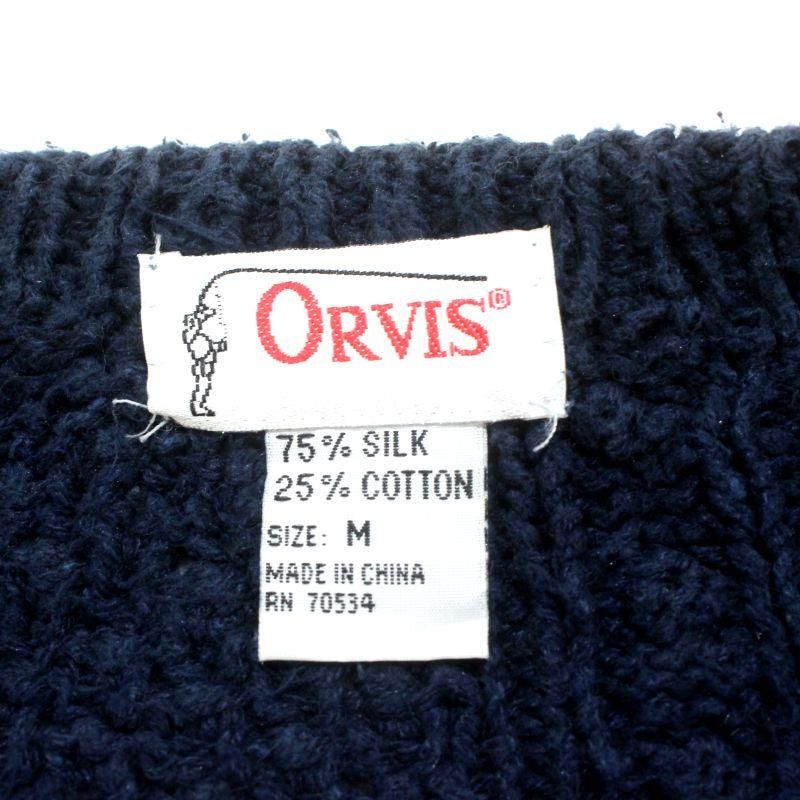 ORVIS®
75% SILK
25% COTTON
SIZE: M
MADE IN CHINA
RN 70534